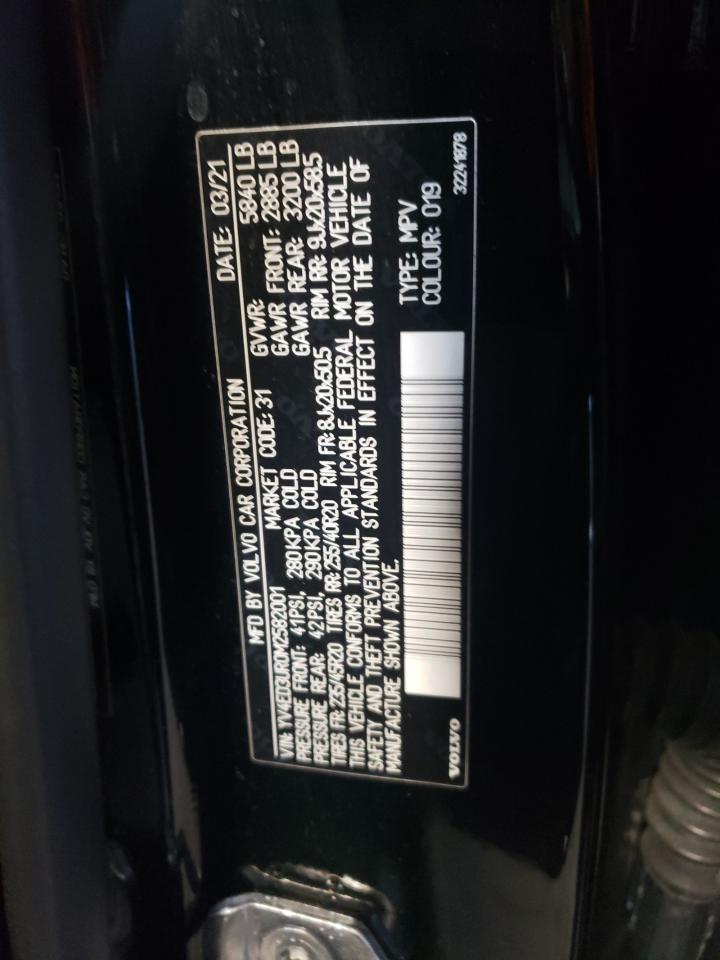 MFD BY VOLVO CAR CORPORATION DATE: 03/21
VIN: YV4ED3UR0M2582001 MARKET CODE: 31 GVWR: 5840 LB
PRESSURE FRONT: 41PSI, 280KPA COLD GAWR FRONT: 2885 LB
PRESSURE REAR: 42PSI, 290KPA COLD GAWR REAR: 3200 LB
TIRES FR: 235/45R20 TIRES RR: 255/40R20 RIM FR: 8Jx20x50.5 RIM RR: 9Jx20x58.5
THIS VEHICLE CONFORMS TO ALL APPLICABLE FEDERAL MOTOR VEHICLE
SAFETY AND THEFT PREVENTION STANDARDS IN EFFECT ON THE DATE OF
MANUFACTURE SHOWN ABOVE.
TYPE: MPV
COLOUR: 019
VOLVO 32241878